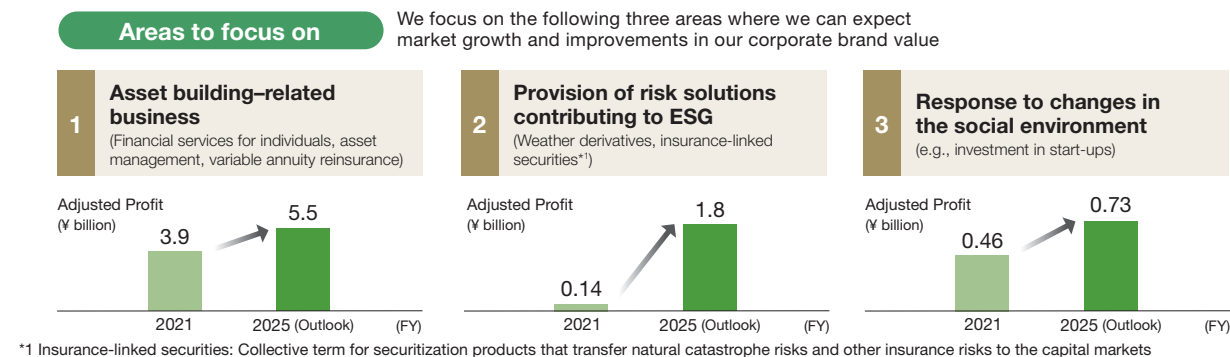 Areas to focus on
We focus on the following three areas where we can expect
market growth and improvements in our corporate brand value
1
Asset building–related
business
(Financial services for individuals, asset
management, variable annuity reinsurance)
Adjusted Profit
(¥ billion)
3.9
5.5
2021
2025 (Outlook)
(FY)
2
Provision of risk solutions
contributing to ESG
(Weather derivatives, insurance-linked
securities*1)
Adjusted Profit
(¥ billion)
0.14
1.8
2021
2025 (Outlook)
(FY)
3
Response to changes in
the social environment
(e.g., investment in start-ups)
Adjusted Profit
(¥ billion)
0.46
0.73
2021
2025 (Outlook)
(FY)
*1 Insurance-linked securities: Collective term for securitization products that transfer natural catastrophe risks and other insurance risks to the capital markets